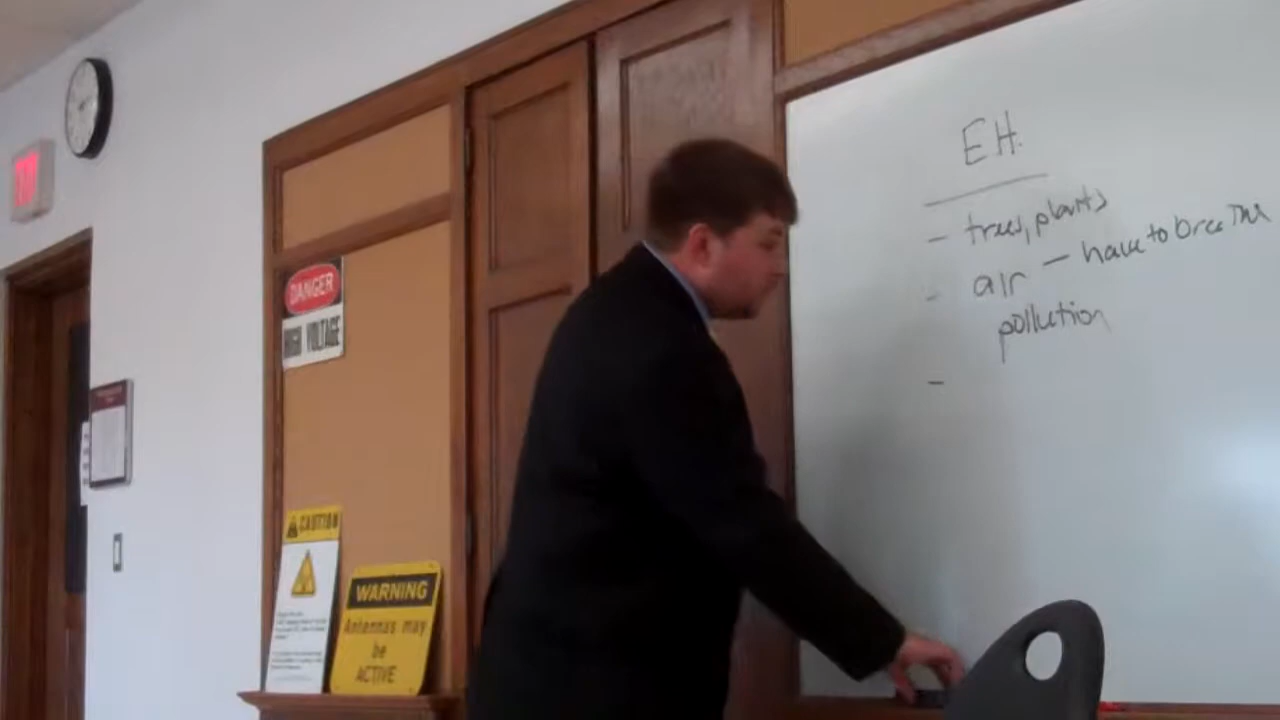 EXIT
DANGER
HIGH VOLTAGE
CAUTION
WARNING
Antennas may
be
ACTIVE
EH.
- trees, plants
- air - have to breathe
pollution
-